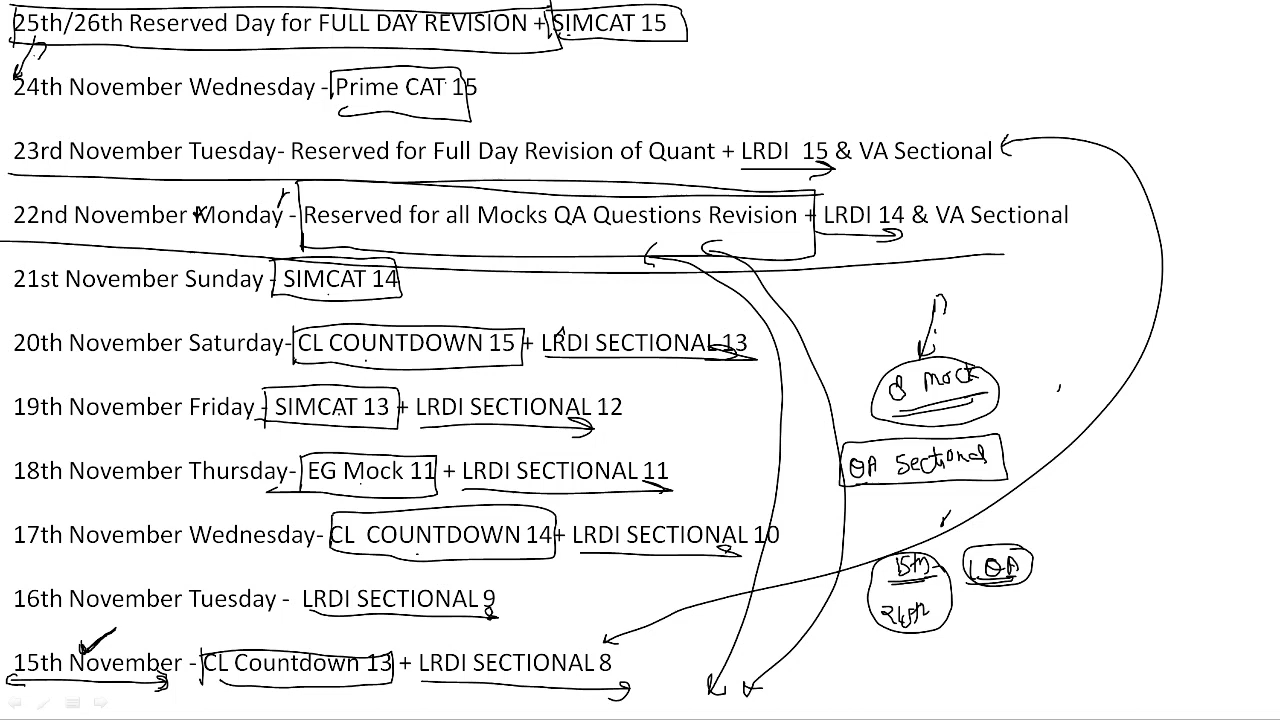 25th/26th Reserved Day for FULL DAY REVISION + SIMCAT 15
24th November Wednesday - Prime CAT 15
23rd November Tuesday- Reserved for Full Day Revision of Quant + LRDI 15 & VA Sectional
22nd November Monday - Reserved for all Mocks QA Questions Revision + LRDI 14 & VA Sectional
21st November Sunday - SIMCAT 14
20th November Saturday- CL COUNTDOWN 15 + LRDI SECTIONAL 13
19th November Friday - SIMCAT 13 + LRDI SECTIONAL 12
8 mock
18th November Thursday- EG Mock 11 + LRDI SECTIONAL 11
QA Sectional
17th November Wednesday- CL COUNTDOWN 14+ LRDI SECTIONAL 10
15th- 1 QA
24th
16th November Tuesday - LRDI SECTIONAL 9
15th November - CL Countdown 13 + LRDI SECTIONAL 8